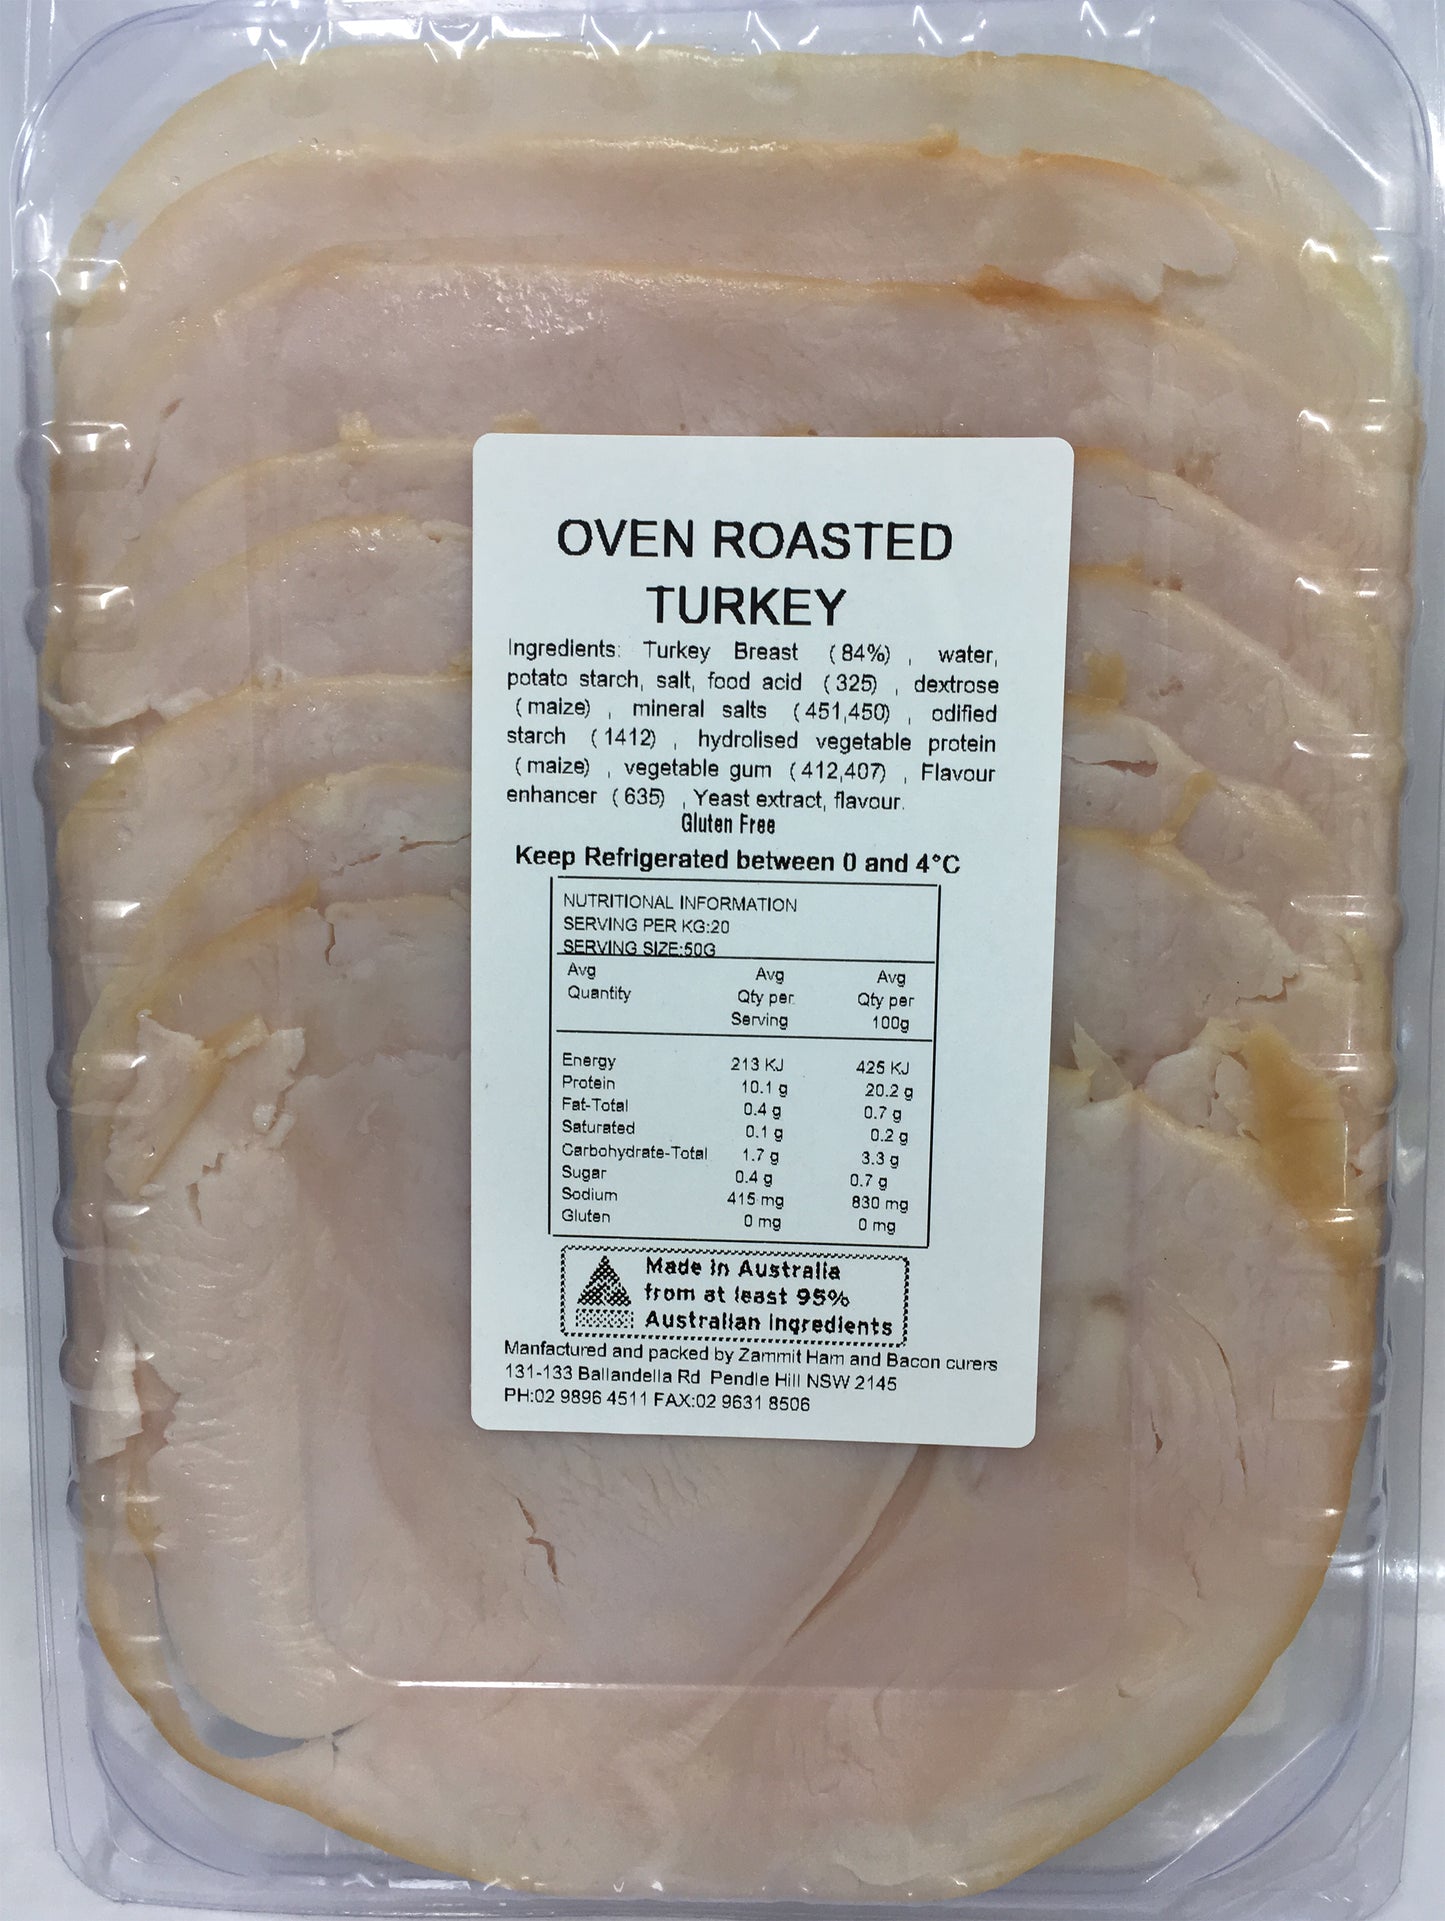 OVEN ROASTED
TURKEY
Ingredients: Turkey Breast (84%) , water,
potato starch, salt, food acid (325) , dextrose
(maize) , mineral salts (451,450) , odified
starch (1412) , hydrolised vegetable protein
(maize) , vegetable gum (412,407) , Flavour
enhancer (635) , Yeast extract, flavour.
Gluten Free
Keep Refrigerated between 0 and 4°C
NUTRITIONAL INFORMATION
SERVING PER KG:20
SERVING SIZE:50G
Avg Avg Avg
Quantity Qty per Qty per
Serving 100g
Energy 213 KJ 425 KJ
Protein 10.1 g 20.2 g
Fat-Total 0.4 g 0.7 g
Saturated 0.1 g 0.2 g
Carbohydrate-Total 1.7 g 3.3 g
Sugar 0.4 g 0.7 g
Sodium 415 mg 830 mg
Gluten 0 mg 0 mg
Made in Australia
from at least 95%
Australian ingredients
Manfactured and packed by Zammit Ham and Bacon curers
131-133 Ballandella Rd Pendle Hill NSW 2145
PH:02 9896 4511 FAX:02 9631 8506